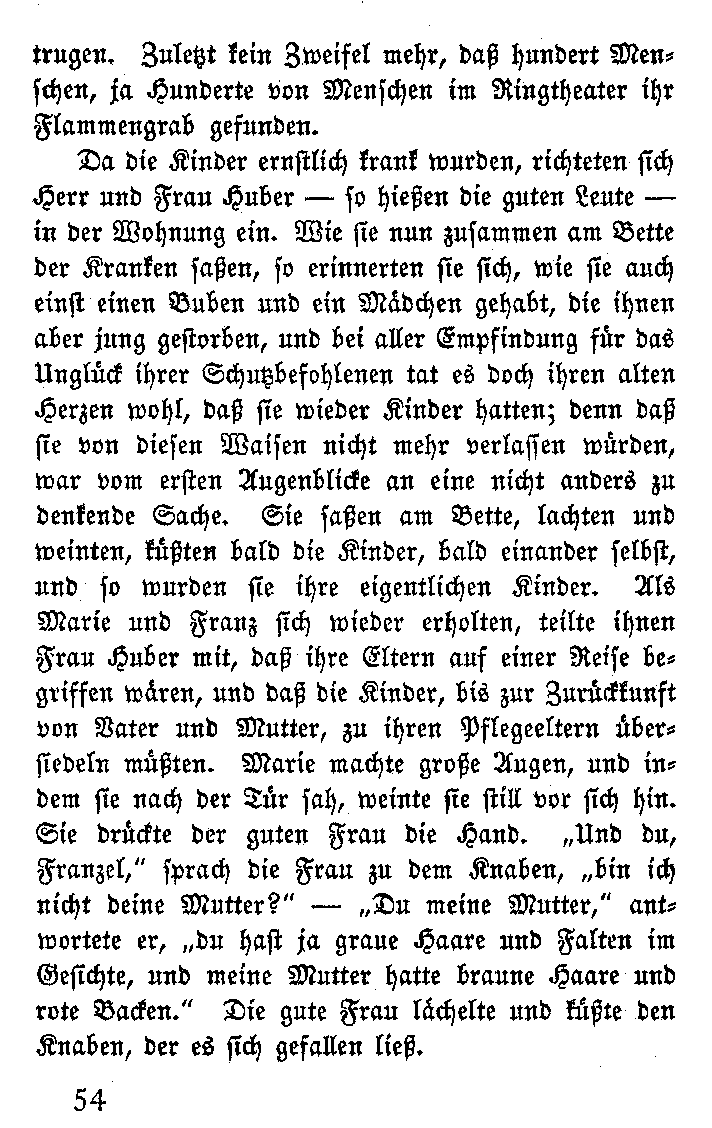 trugen. Zuletzt kein Zweifel mehr, daß hundert Men-
schen, ja Hunderte von Menschen im Ringtheater ihr
Flammengrab gefunden.
Da die Kinder ernstlich krank wurden, richteten sich
Herr und Frau Huber — so hießen die guten Leute —
in der Wohnung ein. Wie sie nun zusammen am Bette
der Kranken saßen, so erinnerten sie sich, wie sie auch
einst einen Buben und ein Mädchen gehabt, die ihnen
aber jung gestorben, und bei aller Empfindung für das
Unglück ihrer Schutzbefohlenen tat es doch ihren alten
Herzen wohl, daß sie wieder Kinder hatten; denn daß
sie von diesen Waisen nicht mehr verlassen würden,
war vom ersten Augenblicke an eine nicht anders zu
denkende Sache. Sie saßen am Bette, lachten und
weinten, küßten bald die Kinder, bald einander selbst,
und so wurden sie ihre eigentlichen Kinder. Als
Marie und Franz sich wieder erholten, teilte ihnen
Frau Huber mit, daß ihre Eltern auf einer Reise be-
griffen wären, und daß die Kinder, bis zur Zurückkunft
von Vater und Mutter, zu ihren Pflegeeltern über-
siedeln müßten. Marie machte große Augen, und in-
dem sie nach der Tür sah, weinte sie still vor sich hin.
Sie drückte der guten Frau die Hand. „Und du,
Franzel,“ sprach die Frau zu dem Knaben, „bin ich
nicht deine Mutter?“ — „Du meine Mutter,“ ant-
wortete er, „du hast ja graue Haare und Falten im
Gesichte, und meine Mutter hatte braune Haare und
rote Backen.“ Die gute Frau lächelte und küßte den
Knaben, der es sich gefallen ließ.
54